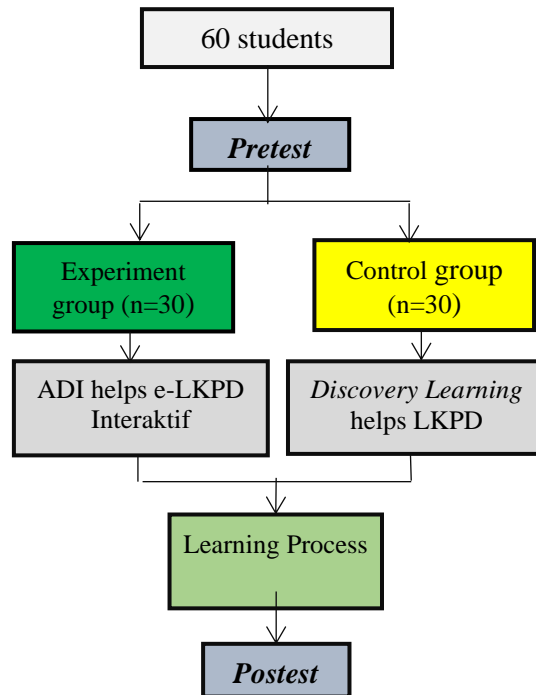 60 students
Pretest
Experiment
group (n=30)
Control group
(n=30)
ADI helps e-LKPD
Interaktif
Discovery Learning
helps LKPD
Learning Process
Postest